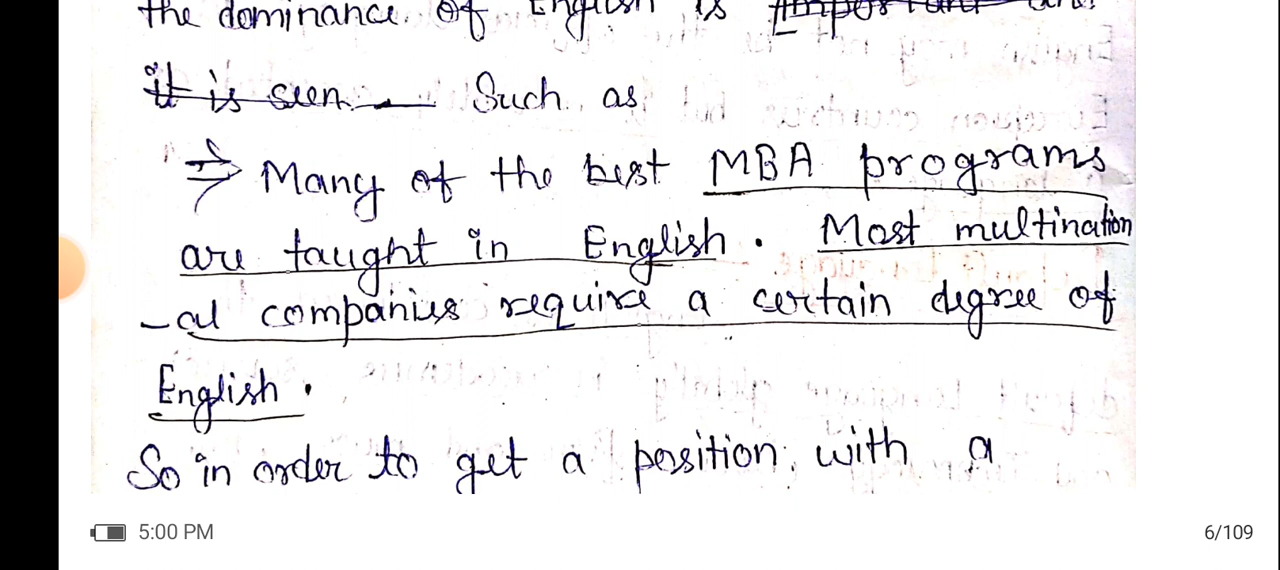 the dominance of English is Important and
it is seen — Such as
⇒ Many of the best MBA programs
are taught in English. Most multination
-al companies require a certain degree of
English.
So in order to get a position with a
5:00 PM
6/109